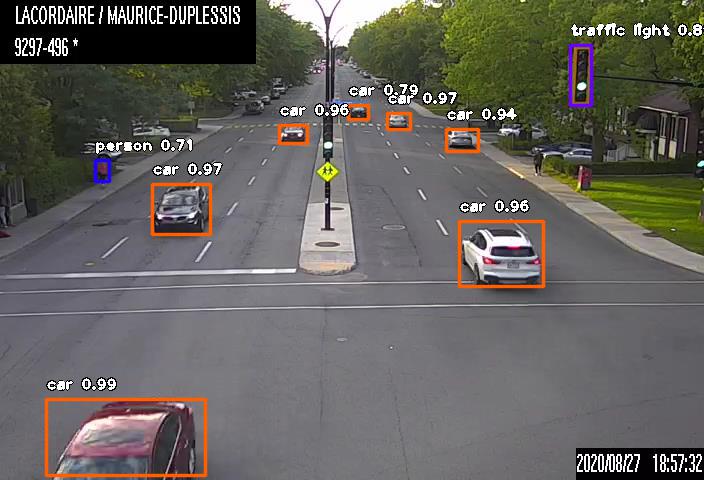 LACORDAIRE / MAURICE-DUPLESSIS
9297-496 *
traffic light 0.8
car 0.79
car 0.96
car 0.97
car 0.94
person 0.71
car 0.97
car 0.96
car 0.99
2020/08/27 18:57:32